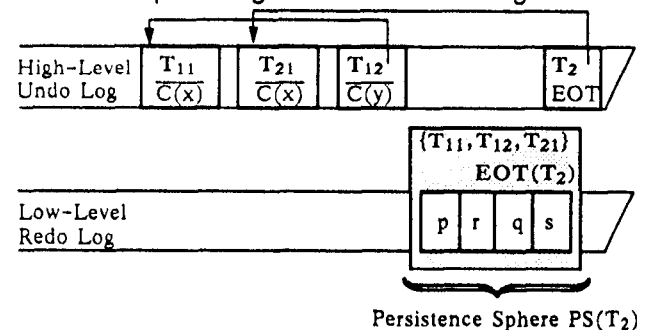 High-Level
Undo Log
T11
C(x)
T21
C(x)
T12
C(y)
T2
EOT
{T11, T12, T21}
EOT(T2)
Low-Level
Redo Log
p r q s
Persistence Sphere PS(T2)